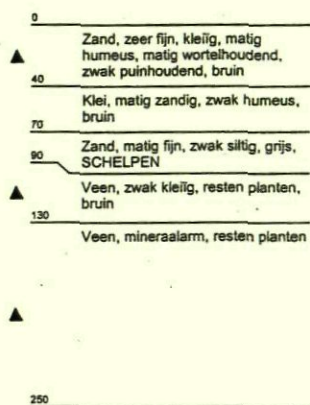 0
Zand, zeer fijn, kleiïg, matig
humeus, matig wortelhoudend,
zwak puinhoudend, bruin
40
Klei, matig zandig, zwak humeus,
bruin
70
Zand, matig fijn, zwak siltig, grijs,
90
SCHELPEN
Veen, zwak kleiïg, resten planten,
bruin
130
Veen, mineraalarm, resten planten
250